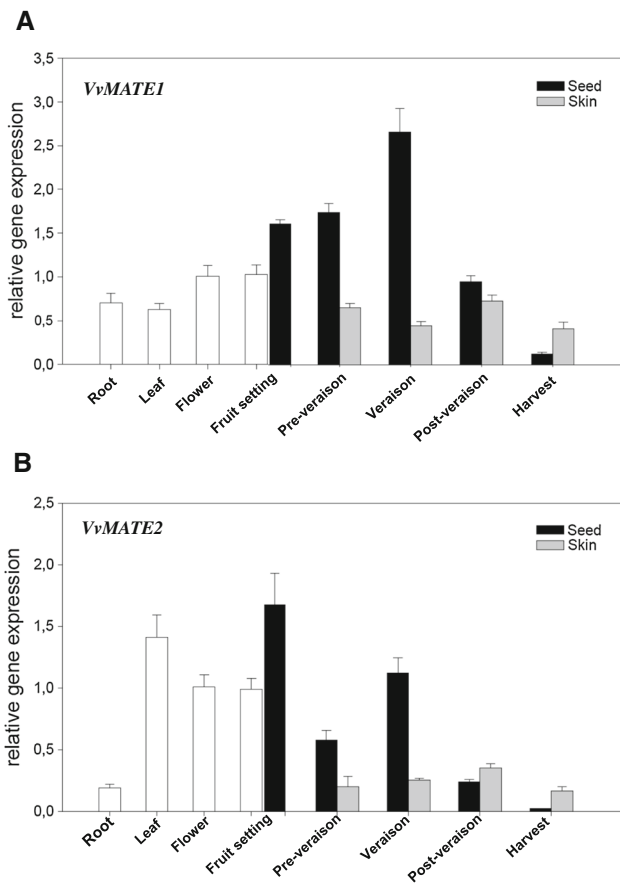 A
3,5
VvMATE1
Seed
Skin
3,0
2,5
2,0
1,5
1,0
0,5
0,0
relative gene expression
Root
Leaf
Flower
Fruit setting
Pre-veraison
Veraison
Post-veraison
Harvest
B
2,5
VvMATE2
Seed
Skin
2,0
1,5
1,0
0,5
0,0
relative gene expression
Root
Leaf
Flower
Fruit setting
Pre-veraison
Veraison
Post-veraison
Harvest